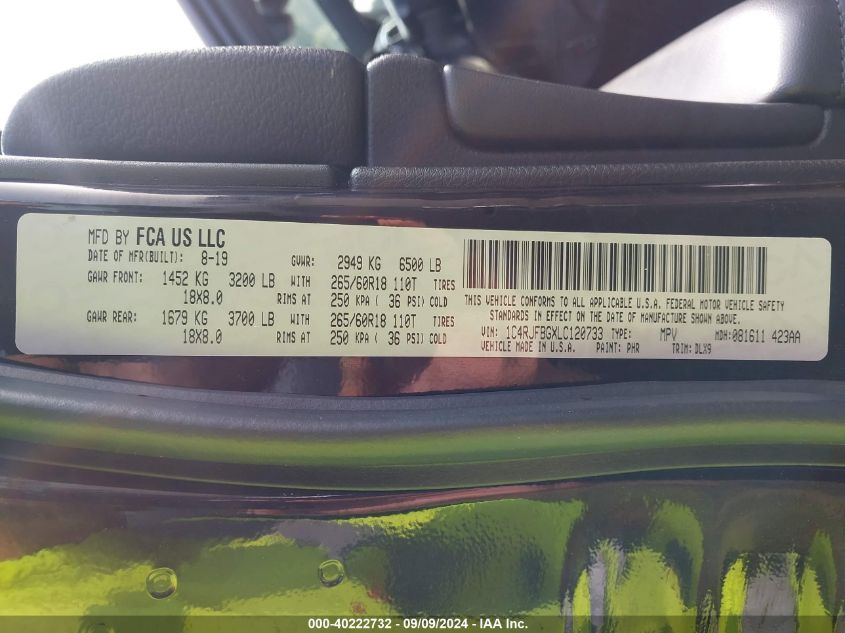 MFD BY FCA US LLC
DATE OF MFR(BUILT): 8-19 GVWR: 2949 KG 6500 LB
GAWR FRONT: 1452 KG 3200 LB WITH 265/60R18 110T TIRES
18X8.0 RIMS AT 250 KPA ( 36 PSI) COLD
GAWR REAR: 1679 KG 3700 LB WITH 265/60R18 110T TIRES
18X8.0 RIMS AT 250 KPA ( 36 PSI) COLD
THIS VEHICLE CONFORMS TO ALL APPLICABLE U.S.A. FEDERAL MOTOR VEHICLE SAFETY
STANDARDS IN EFFECT ON THE DATE OF MANUFACTURE SHOWN ABOVE.
VIN: 1C4RJFBGXLC120733 TYPE: MPV MDH:081611 423AA
VEHICLE MADE IN U.S.A. PAINT: PHR TRIM: DLX9
000-40222732 - 09/09/2024 - IAA Inc.